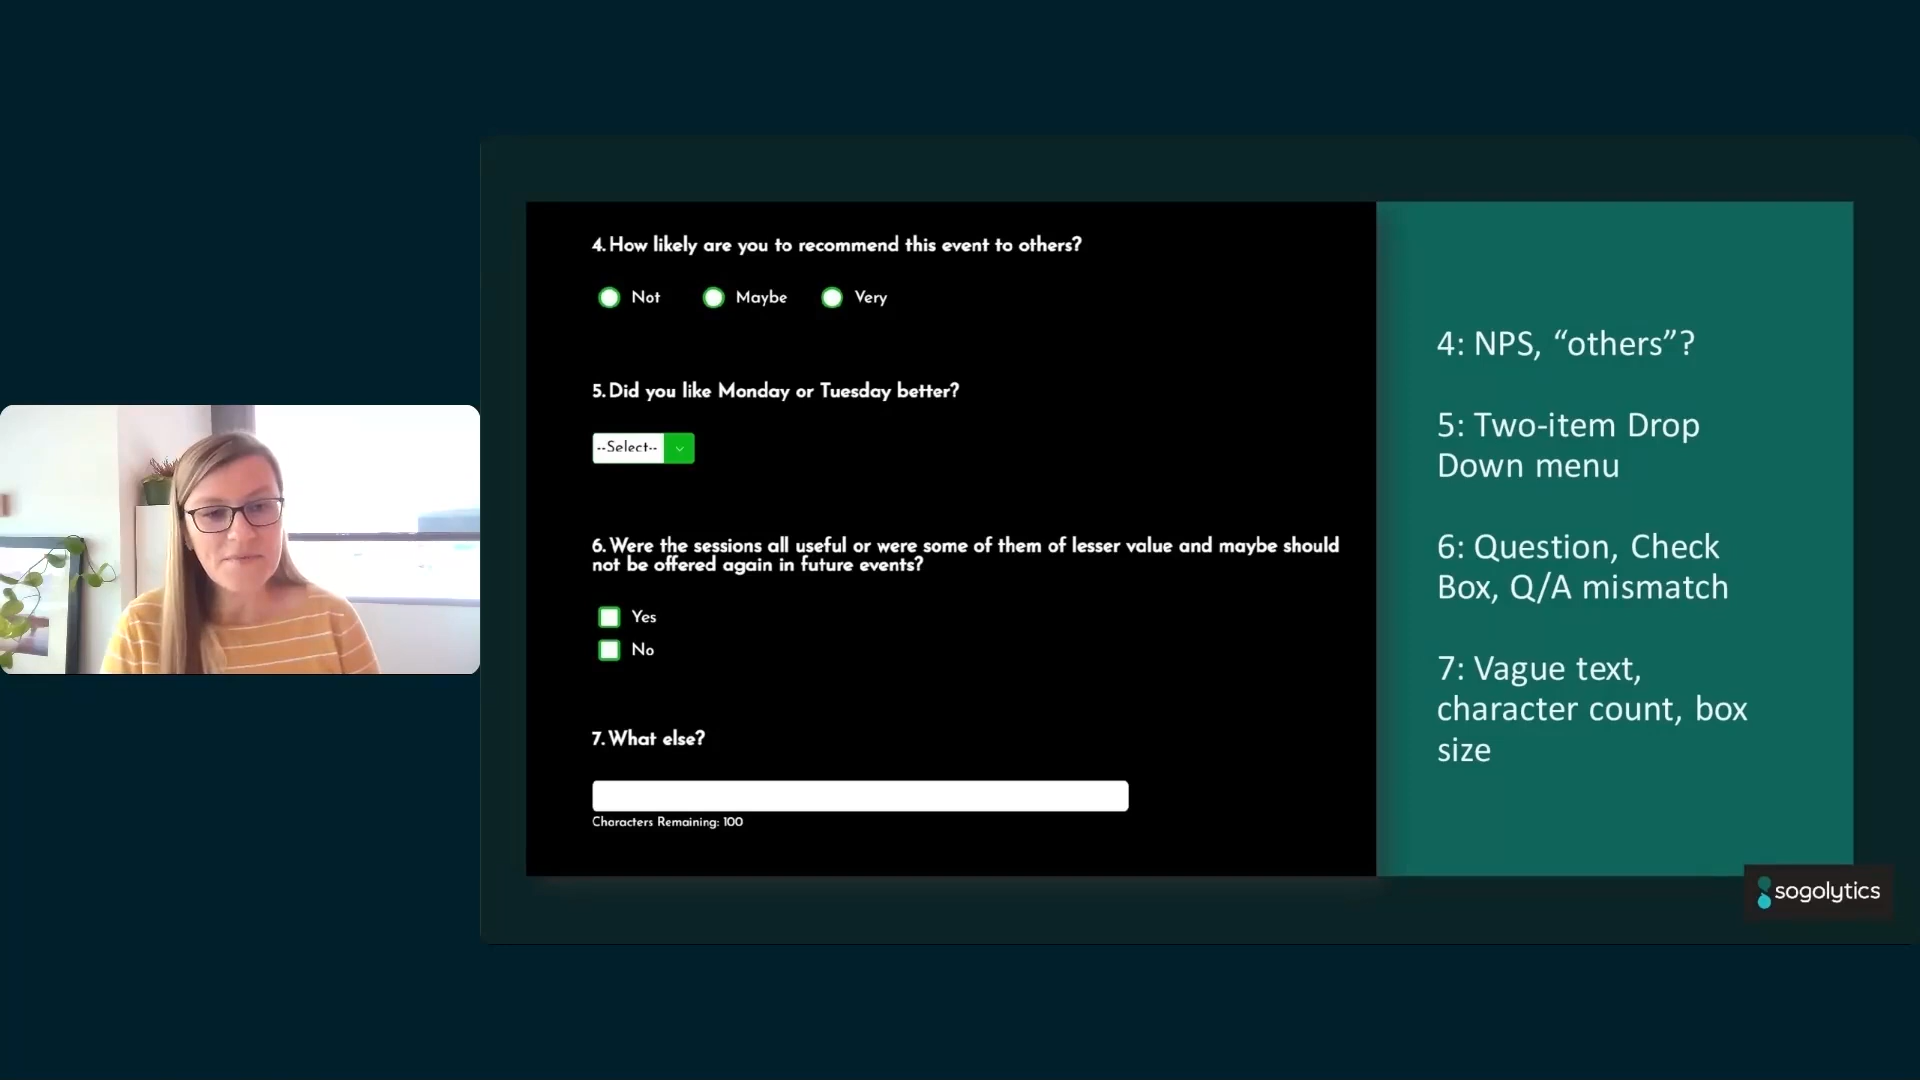 4. How likely are you to recommend this event to others?
Not
Maybe
Very
5. Did you like Monday or Tuesday better?
--Select--
6. Were the sessions all useful or were some of them of lesser value and maybe should
not be offered again in future events?
Yes
No
7. What else?
Characters Remaining: 100
4: NPS, “others”?
5: Two-item Drop
Down menu
6: Question, Check
Box, Q/A mismatch
7: Vague text,
character count, box
size
sogolytics